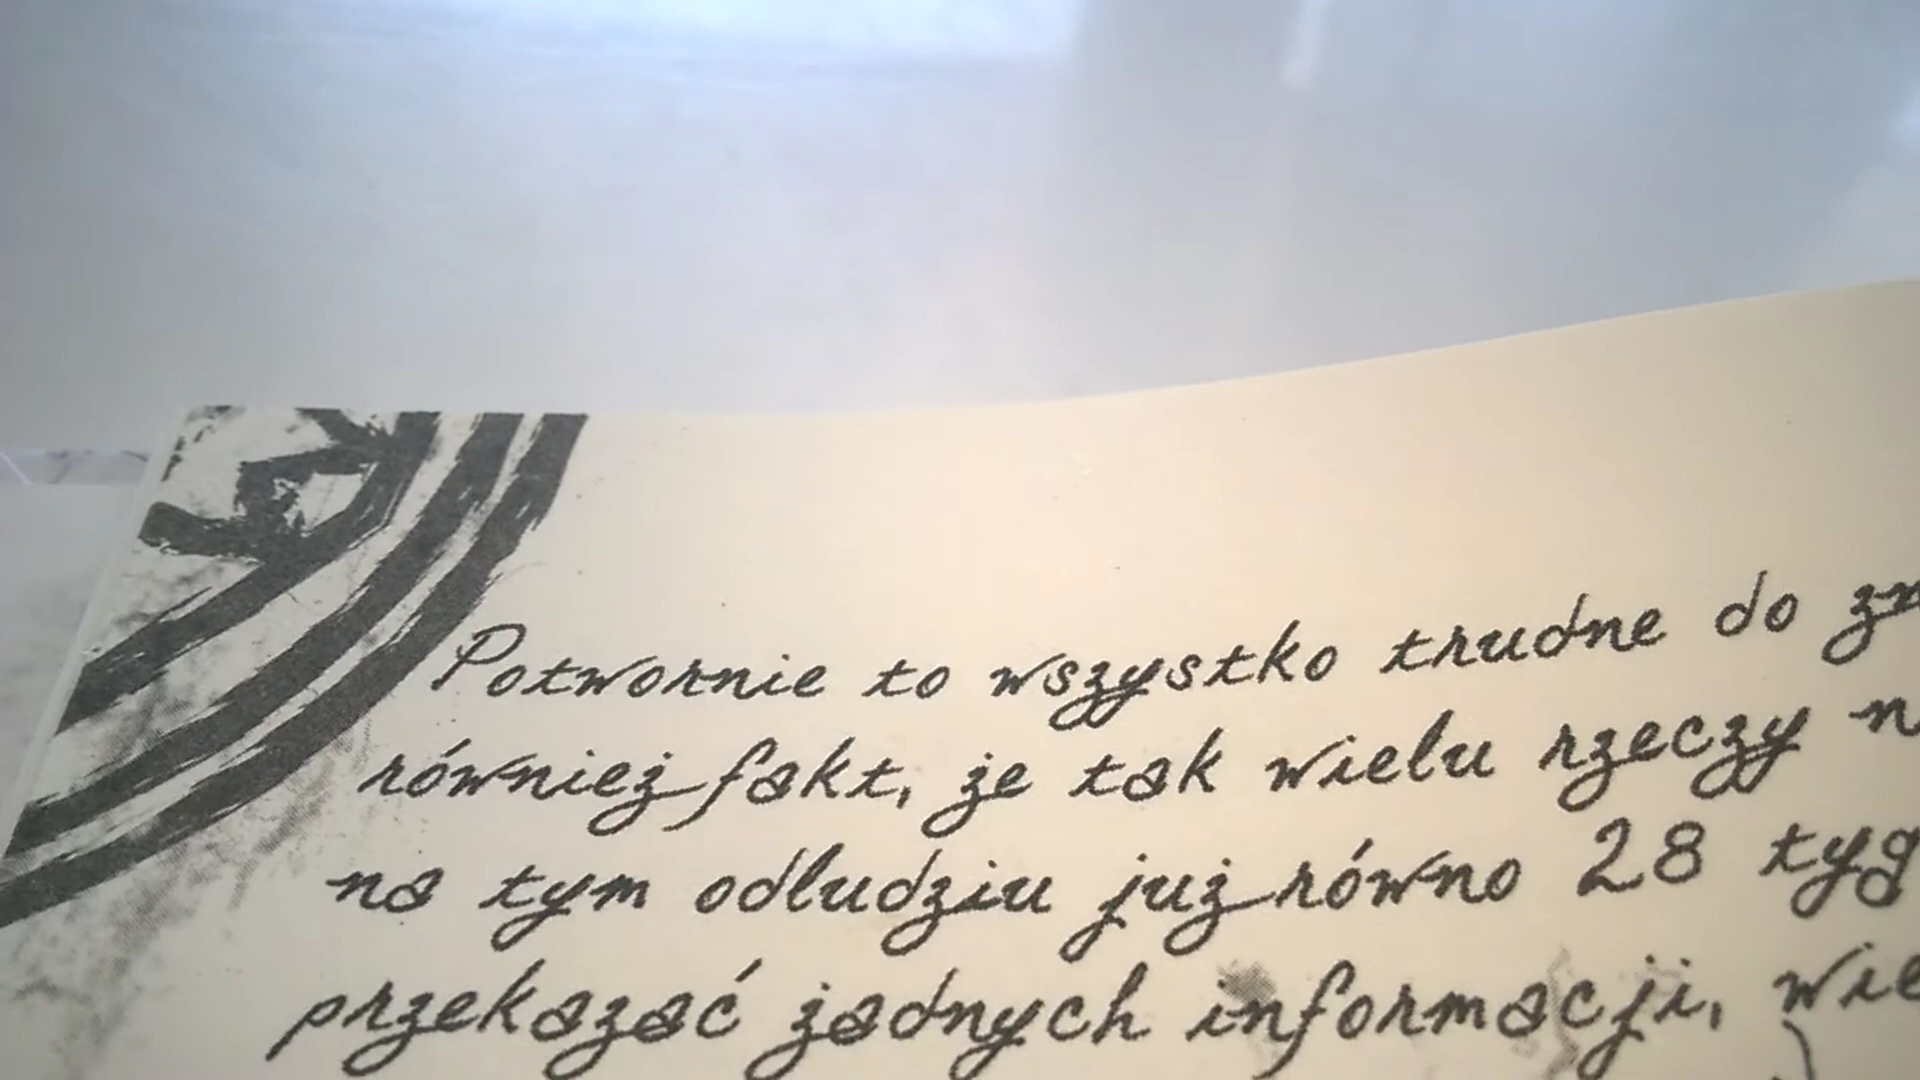 Potwornie to wszystko trudne do
również fakt, że tak wielu rzeczy
na tym odludziu już równo 28
przekazać żadnych informacji,